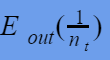 E out(1/n t)